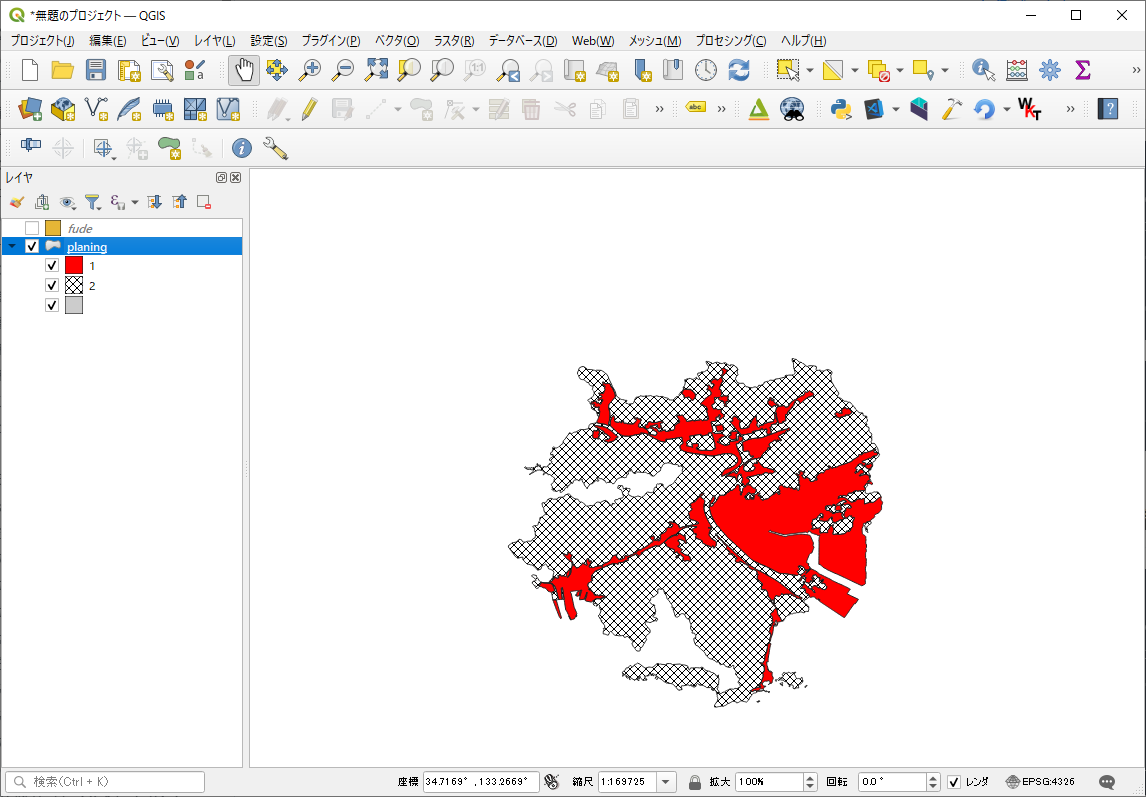 *無題のプロジェクト — QGIS
プロジェクト(J) 編集(E) ビュー(V) レイヤ(L) 設定(S) プラグイン(P) ベクタ(O) ラスタ(R) データベース(D) Web(W) メッシュ(M) プロセシング(C) ヘルプ(H)
1:1
a
abc
WKT
レイヤ
fude
planing
1
2
検索(Ctrl + K)
座標 34.7169° ,133.2669° 縮尺 1:169725 拡大 100% 回転 0.0 ° レンダ EPSG:4326